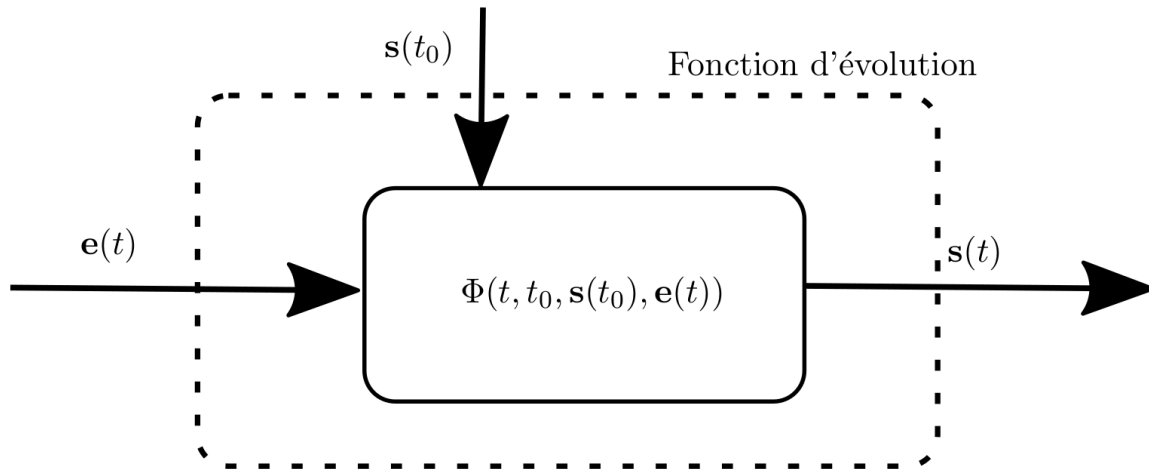 s(t₀)
Fonction d'évolution
e(t)
s(t)
Φ(t, t₀, s(t₀), e(t))